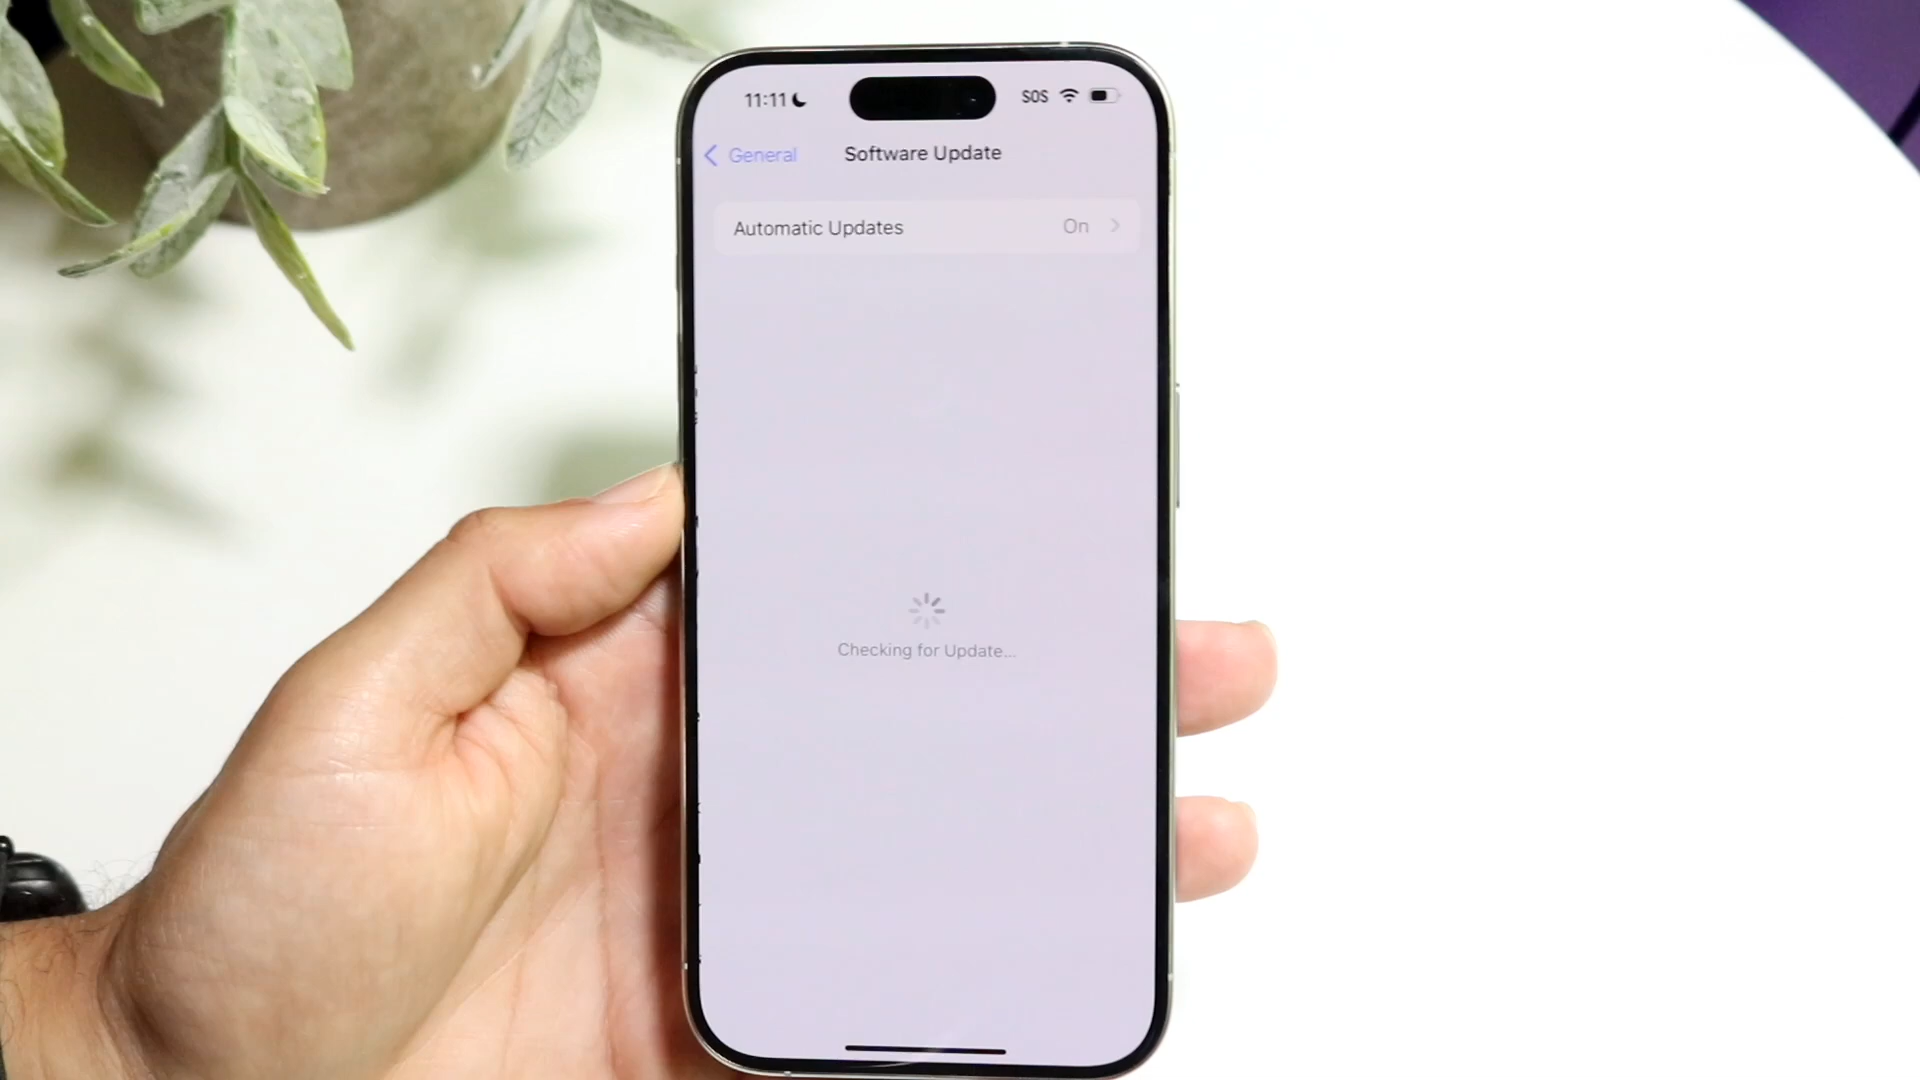 11:11 SOS
General Software Update
Automatic Updates On
Checking for Update...